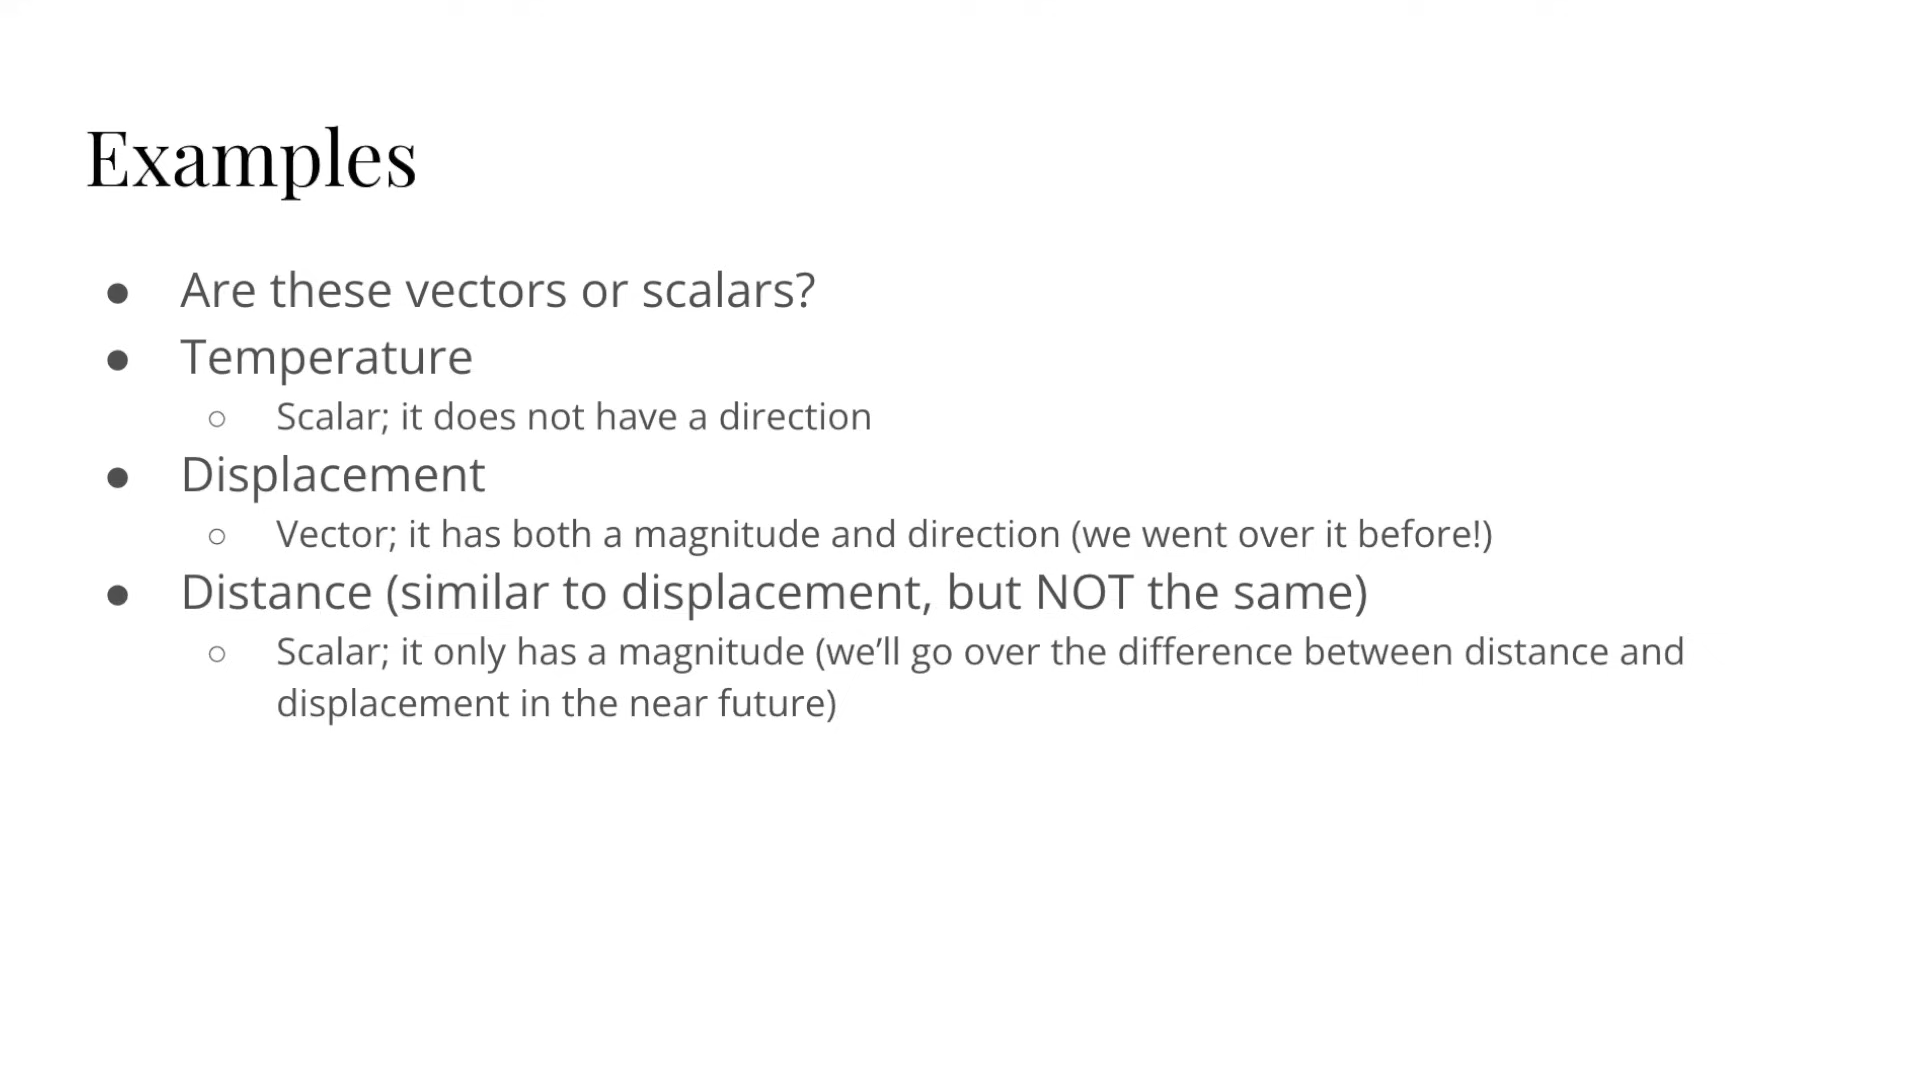 Examples
● Are these vectors or scalars?
● Temperature
○ Scalar; it does not have a direction
● Displacement
○ Vector; it has both a magnitude and direction (we went over it before!)
● Distance (similar to displacement, but NOT the same)
○ Scalar; it only has a magnitude (we’ll go over the difference between distance and
displacement in the near future)